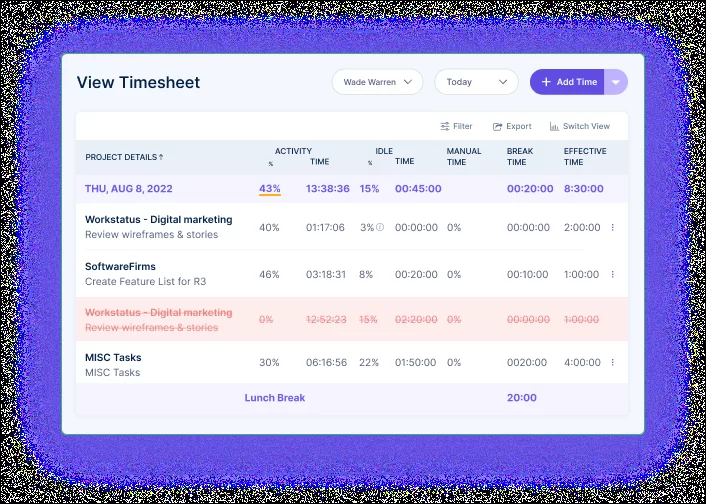 View Timesheet
Wade Warren
Today
+ Add Time
Filter
Export
Switch View
PROJECT DETAILS↑ ACTIVITY % TIME IDLE % TIME MANUAL TIME BREAK TIME EFFECTIVE TIME
THU, AUG 8, 2022 43% 13:38:36 15% 00:45:00 00:20:00 8:30:00
Workstatus - Digital marketing
Review wireframes & stories
40% 01:17:06 3% 00:00:00 0% 00:00:00 2:00:00
SoftwareFirms
Create Feature List for R3
46% 03:18:31 8% 00:20:00 0% 00:10:00 1:00:00
Workstatus - Digital marketing
Review wireframes & stories
0% 12:52:23 15% 02:20:00 0% 00:00:00 1:00:00
MISC Tasks
MISC Tasks
30% 06:16:56 22% 01:50:00 0% 0020:00 4:00:00
Lunch Break 20:00